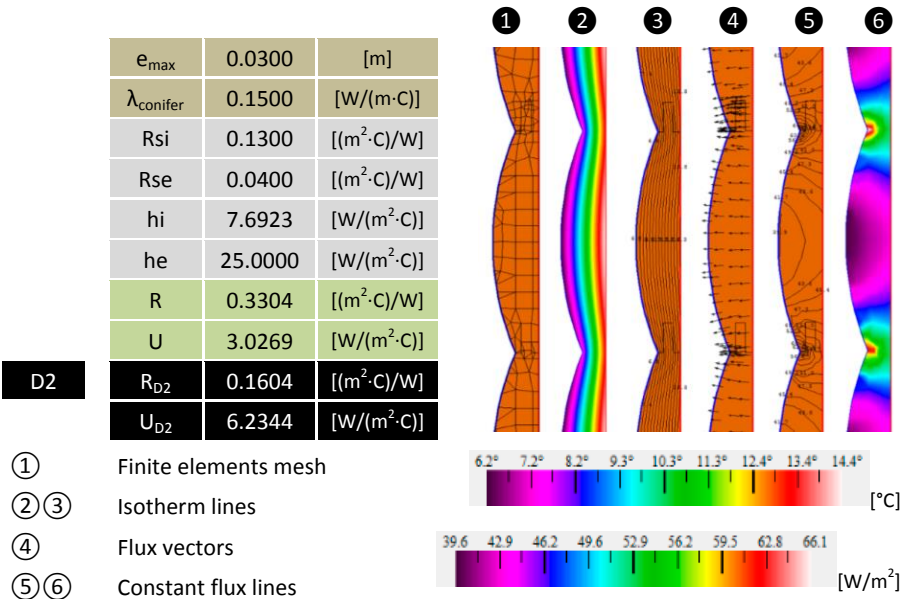 ❶ ❷ ❸ ❹ ❺ ❻
eₘₐₓ 0.0300 [m]
λconifer 0.1500 [W/(m·C)]
Rsi 0.1300 [(m²·C)/W]
Rse 0.0400 [(m²·C)/W]
hi 7.6923 [W/(m²·C)]
he 25.0000 [W/(m²·C)]
R 0.3304 [(m²·C)/W]
U 3.0269 [W/(m²·C)]
D2 R_D2 0.1604 [(m²·C)/W]
U_D2 6.2344 [W/(m²·C)]
① Finite elements mesh
②③ Isotherm lines
④ Flux vectors
⑤⑥ Constant flux lines
6.2° 7.2° 8.2° 9.3° 10.3° 11.3° 12.4° 13.4° 14.4°
[°C]
39.6 42.9 46.2 49.6 52.9 56.2 59.5 62.8 66.1
[W/m²]